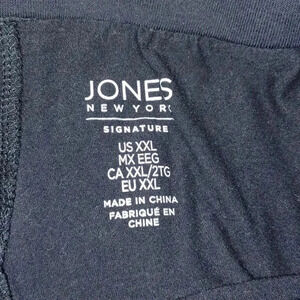 JONES
NEW YORK
SIGNATURE
US XXL
MX EEG
CA XXL/2TG
EU XXL
MADE IN CHINA
FABRIQUÉ EN
CHINE